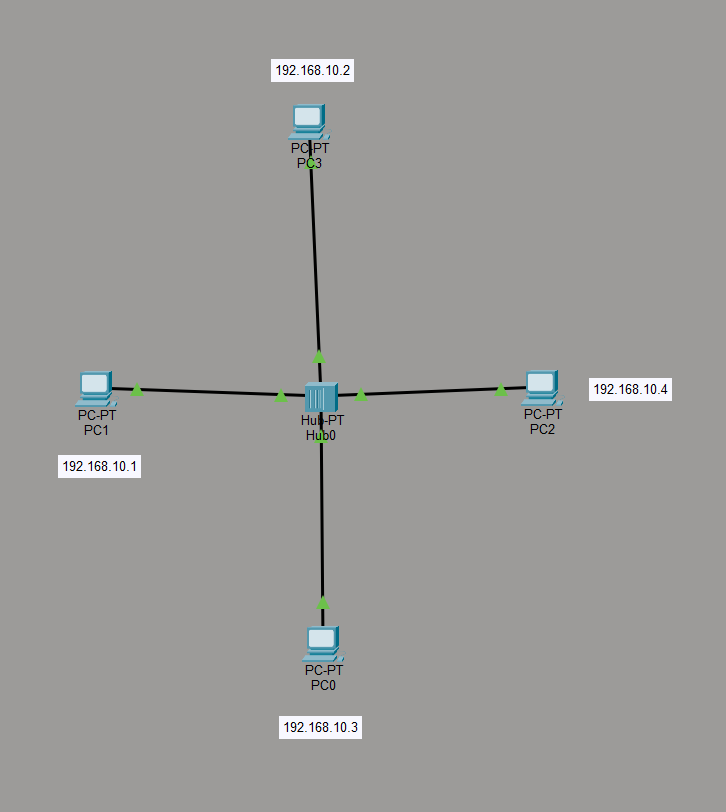 192.168.10.2
PC-PT
PC3
PC-PT
PC1
192.168.10.1
Hub-PT
Hub0
PC-PT
PC2
192.168.10.4
PC-PT
PC0
192.168.10.3